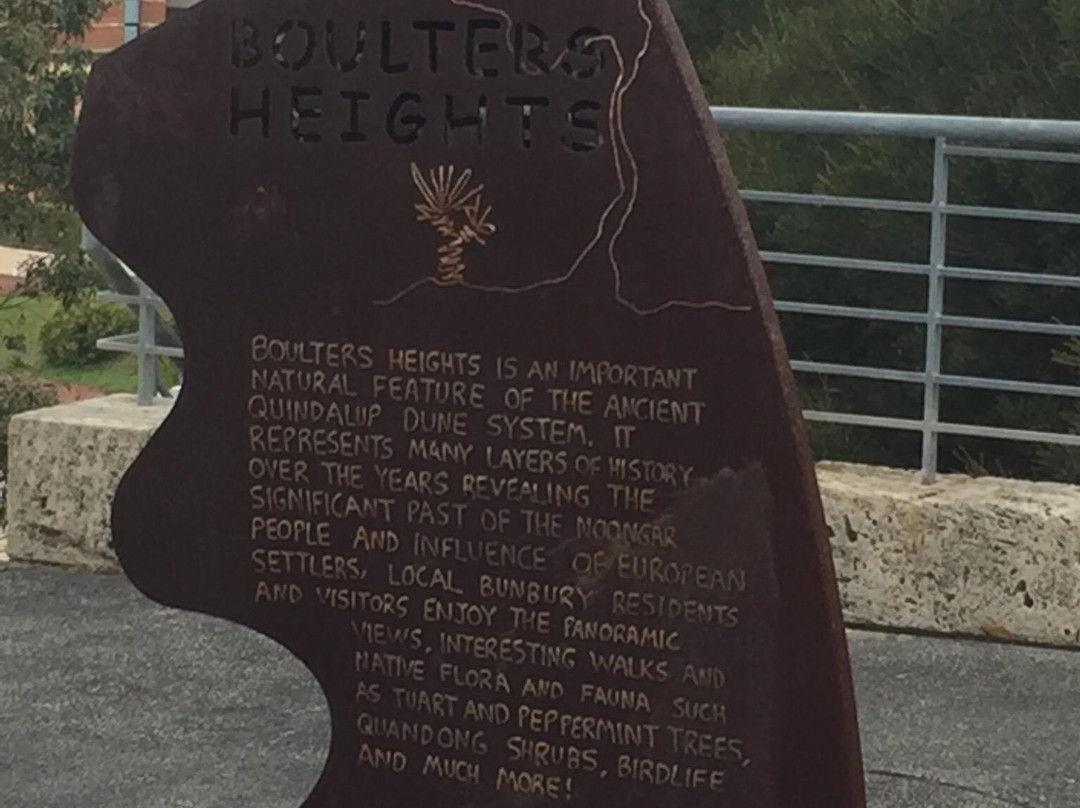 BOULTERS
HEIGHTS
BOULTERS HEIGHTS IS AN IMPORTANT
NATURAL FEATURE OF THE ANCIENT
QUINDALUP DUNE SYSTEM. IT
REPRESENTS MANY LAYERS OF HISTORY
OVER THE YEARS REVEALING THE
SIGNIFICANT PAST OF THE NOONGAR
PEOPLE AND INFLUENCE OF EUROPEAN
SETTLERS. LOCAL BUNBURY RESIDENTS
AND VISITORS ENJOY THE PANORAMIC
VIEWS, INTERESTING WALKS AND
NATIVE FLORA AND FAUNA SUCH
AS TUART AND PEPPERMINT TREES,
QUANDONG SHRUBS, BIRDLIFE
AND MUCH MORE!